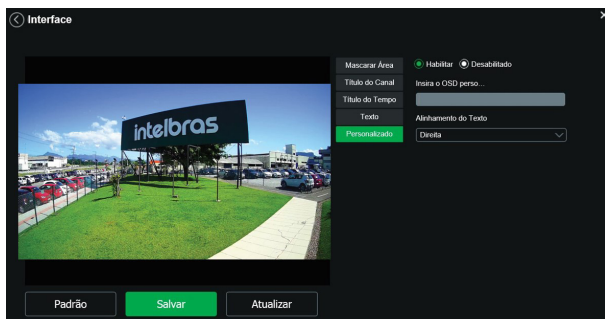 Interface
Mascarar Área
Habilitar
Desabilitado
Título do Canal
Insira o OSD perso...
Título do Tempo
Texto
Alinhamento do Texto
Personalizado
Direita
intelbras
Padrão
Salvar
Atualizar